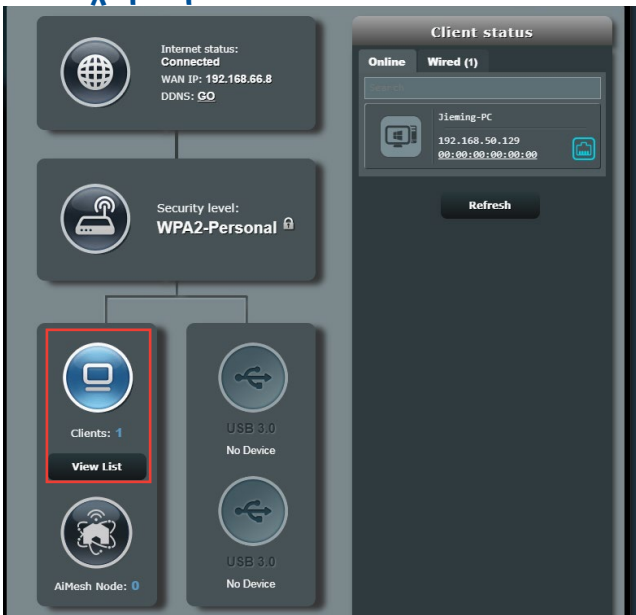 Internet status:
Connected
WAN IP: 192.168.66.8
DDNS: GO
Security level:
WPA2-Personal
Clients: 1
View List
AiMesh Node: 0
USB 3.0
No Device
USB 3.0
No Device
Client status
Online Wired (1)
Search
Jieming-PC
192.168.50.129
00:00:00:00:00:00
Refresh